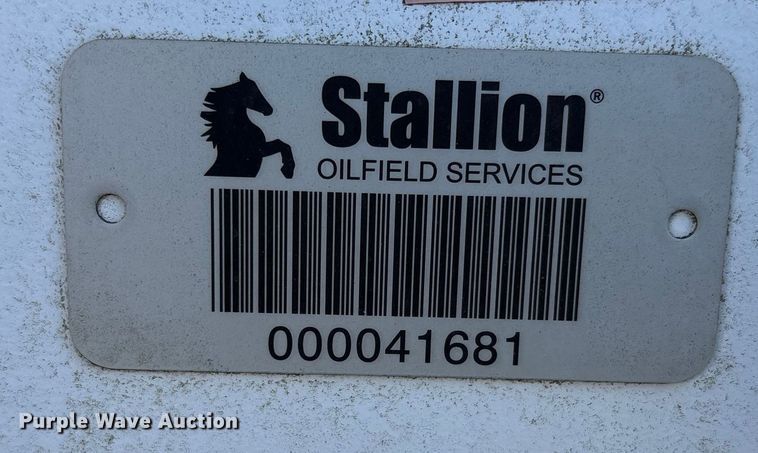 Stallion®
OILFIELD SERVICES
000041681
Purple Wave Auction